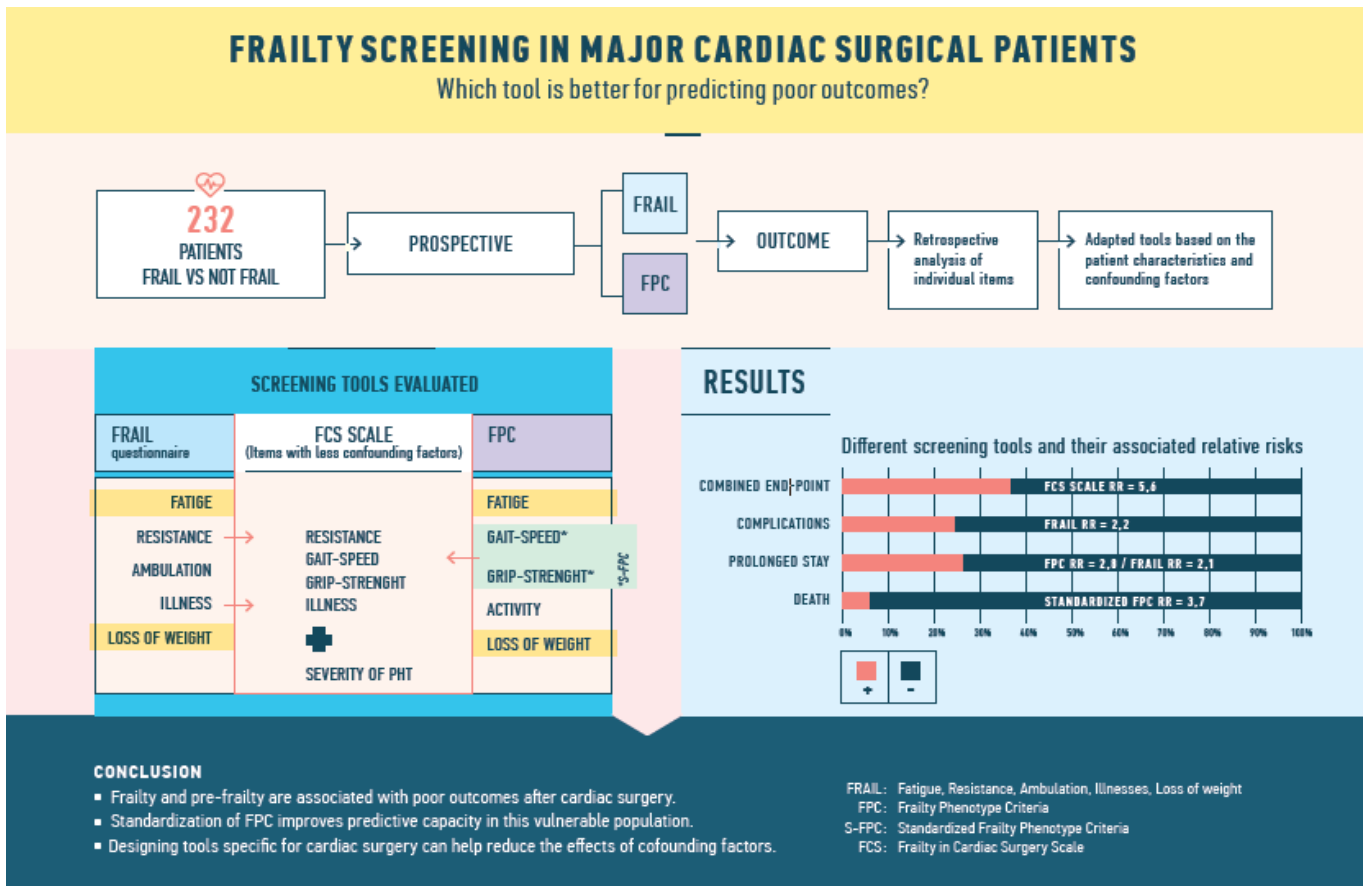 FRAILTY SCREENING IN MAJOR CARDIAC SURGICAL PATIENTS
Which tool is better for predicting poor outcomes?
232
PATIENTS
FRAIL VS NOT FRAIL
PROSPECTIVE
FRAIL
FPC
OUTCOME
Retrospective
analysis of
individual items
Adapted tools based on the
patient characteristics and
confounding factors
SCREENING TOOLS EVALUATED
FRAIL
questionnaire
FATIGE
RESISTANCE
AMBULATION
ILLNESS
LOSS OF WEIGHT
FCS SCALE
(Items with less confounding factors)
RESISTANCE
GAIT-SPEED
GRIP-STRENGHT
ILLNESS
SEVERITY OF PHT
FPC
FATIGE
GAIT-SPEED*
GRIP-STRENGHT*
*S-FPC
ACTIVITY
LOSS OF WEIGHT
RESULTS
Different screening tools and their associated relative risks
COMBINED END-POINT
FCS SCALE RR = 5,6
COMPLICATIONS
FRAIL RR = 2,2
PROLONGED STAY
FPC RR = 2,0 / FRAIL RR = 2,1
DEATH
STANDARDIZED FPC RR = 3,7
0% 10% 20% 30% 40% 50% 60% 70% 80% 90% 100%
+ -
CONCLUSION
▪ Frailty and pre-frailty are associated with poor outcomes after cardiac surgery.
▪ Standardization of FPC improves predictive capacity in this vulnerable population.
▪ Designing tools specific for cardiac surgery can help reduce the effects of cofounding factors.
FRAIL: Fatigue, Resistance, Ambulation, Illnesses, Loss of weight
FPC: Frailty Phenotype Criteria
S-FPC: Standardized Frailty Phenotype Criteria
FCS: Frailty in Cardiac Surgery Scale